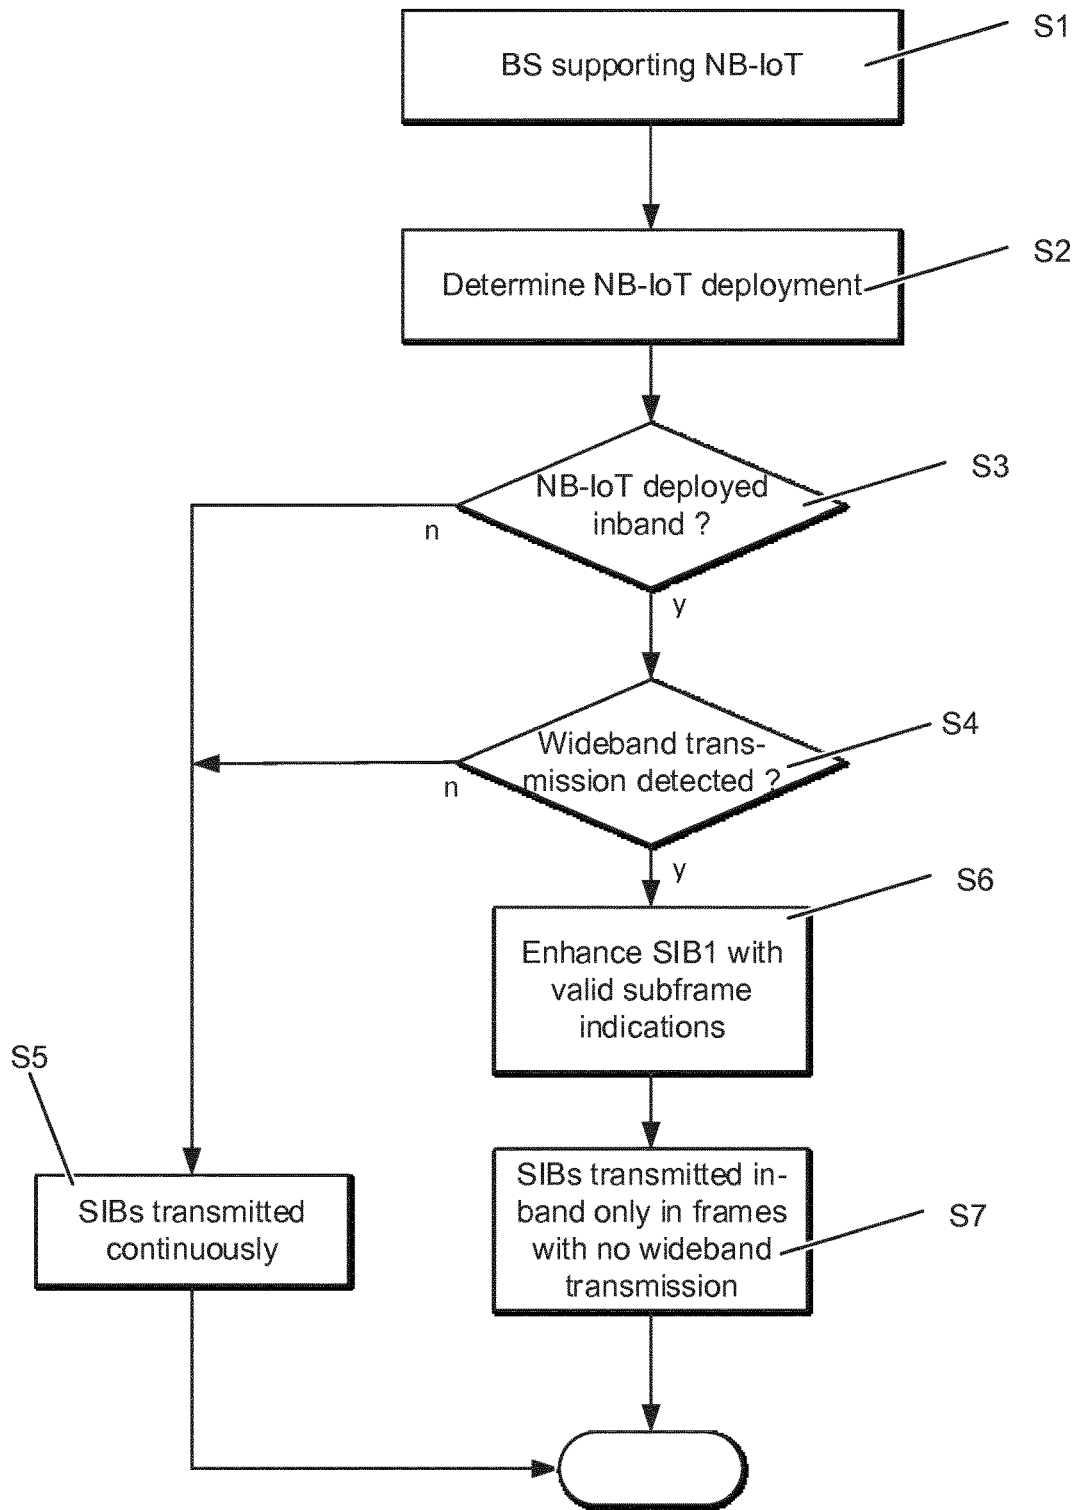 S1
BS supporting NB-IoT
S2
Determine NB-IoT deployment
S3
NB-IoT deployed
inband ?
n
y
S4
Wideband trans-
mission detected ?
n
y
S6
Enhance SIB1 with
valid subframe
indications
S5
SIBs transmitted
continuously
S7
SIBs transmitted in-
band only in frames
with no wideband
transmission